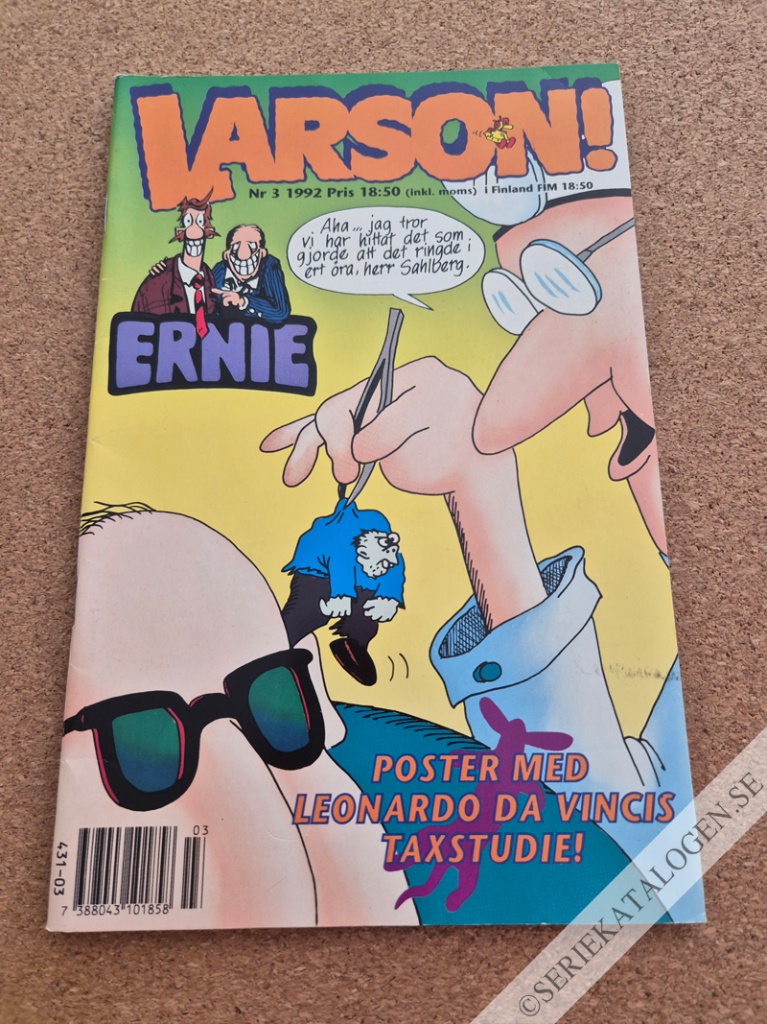 LARSON!
Nr 3 1992 Pris 18:50 (inkl. moms) i Finland FIM 18:50
Aha... jag tror
vi har hittat det som
gjorde att det ringde i
ert öra, herr Sahlberg.
ERNIE
POSTER MED
LEONARDO DA VINCIS
TAXSTUDIE!
03
431-03
7 388043 101858
©SERIEKATALOGEN.SE